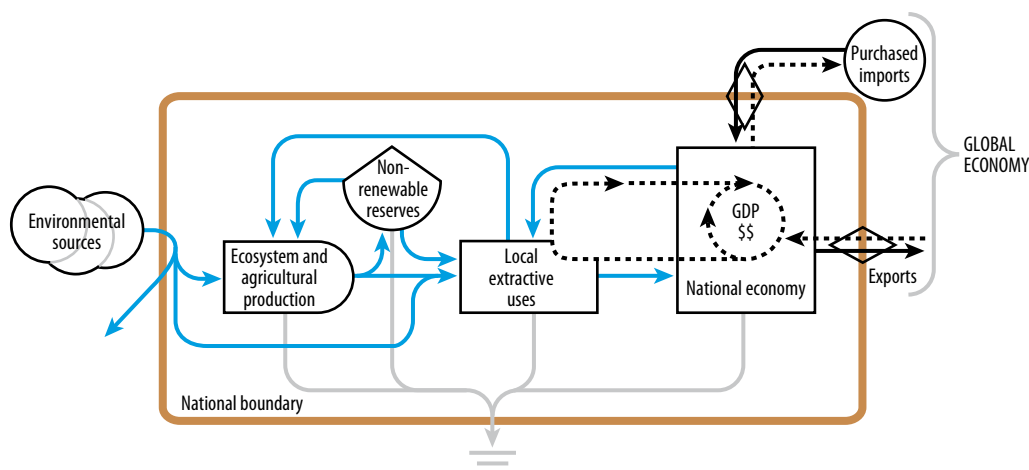 Purchased
imports
GLOBAL
ECONOMY
Non-
renewable
reserves
Environmental
sources
Ecosystem and
agricultural
production
Local
extractive
uses
GDP
$$
National economy
Exports
National boundary